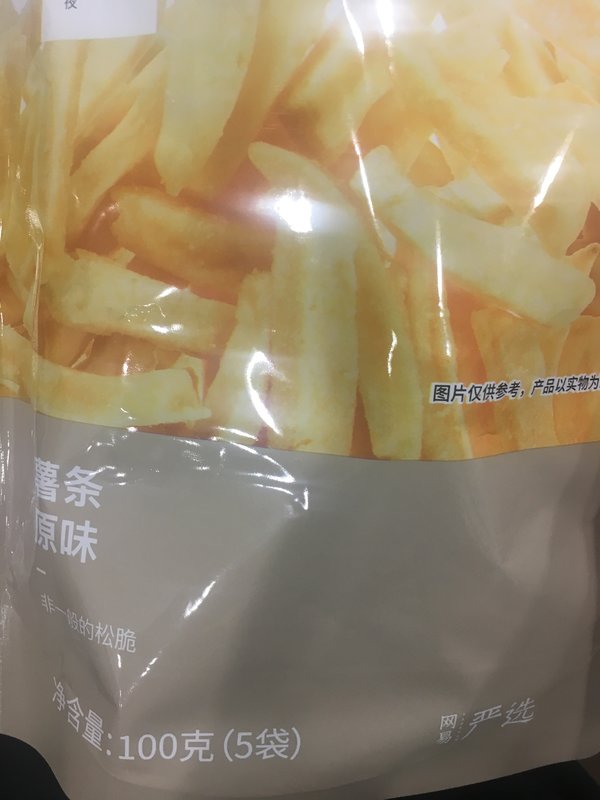 夜
图片仅供参考，产品以实物为
薯条
原味
非一般的松脆
净含量:100克(5袋)
网易严选